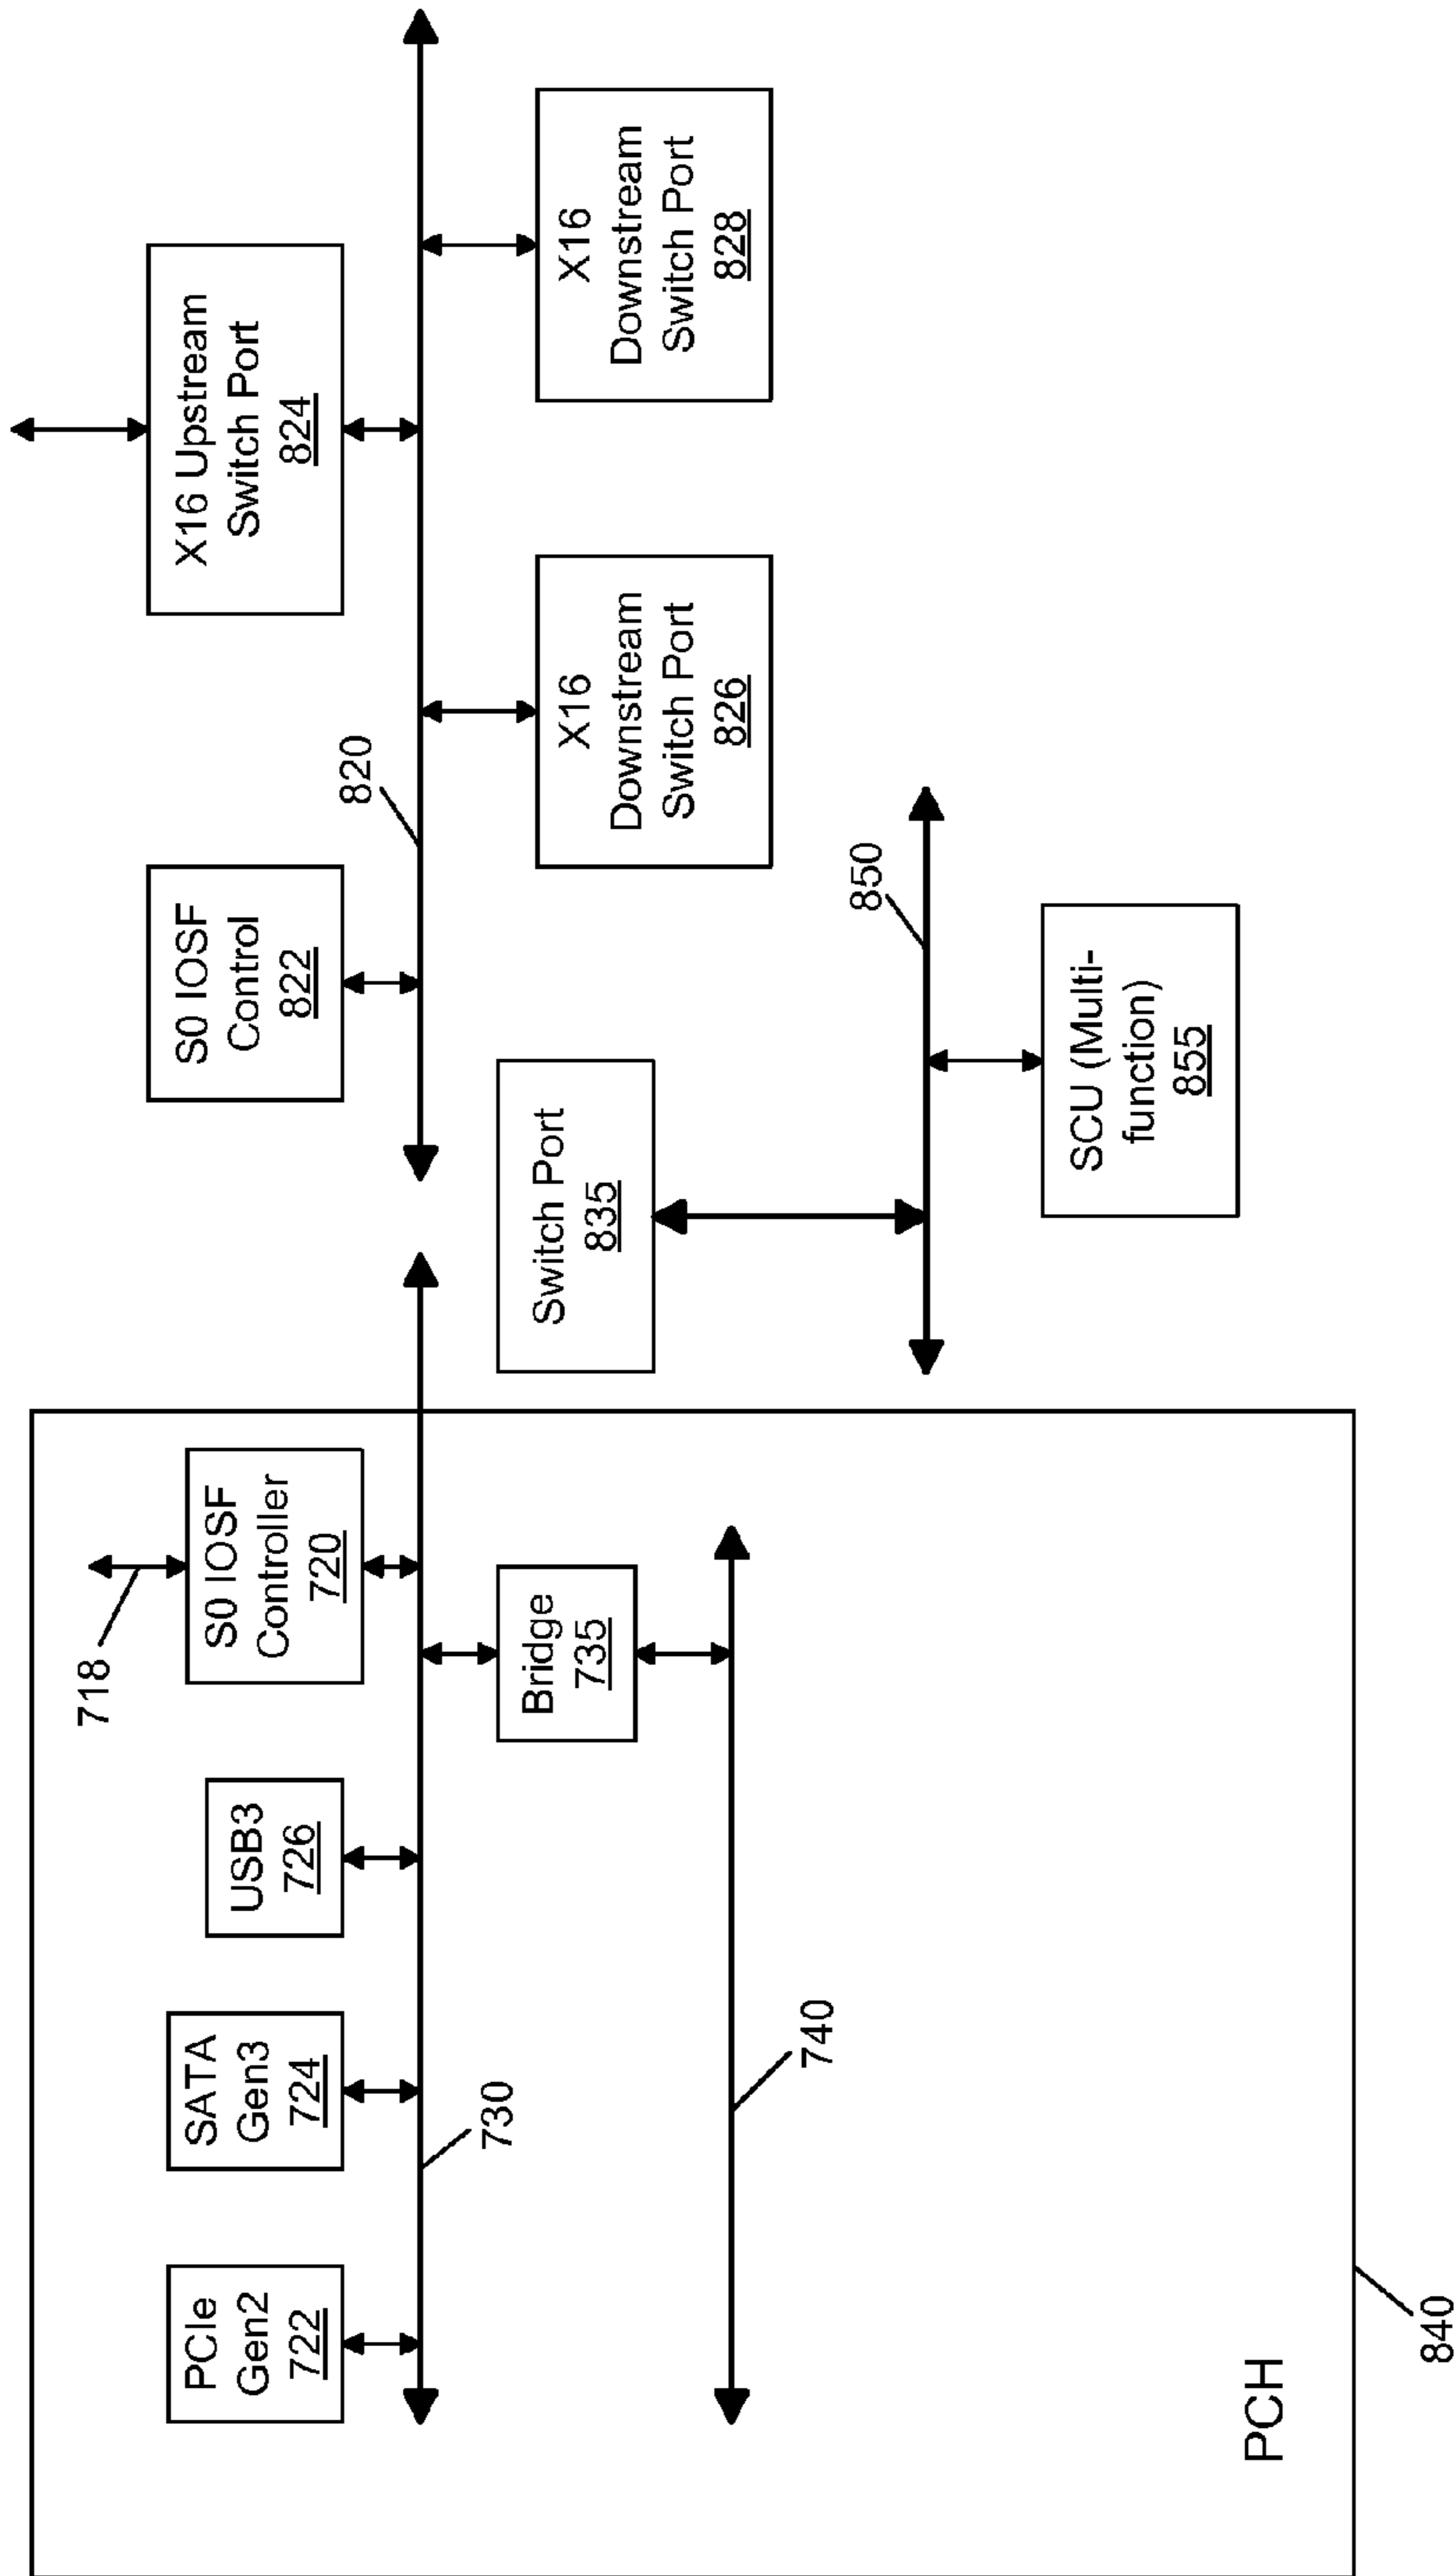 PCIe
Gen2
722
SATA
Gen3
724
USB3
726
718
S0 IOSF
Controller
720
730
Bridge
735
740
PCH
840
S0 IOSF
Control
822
820
X16 Upstream
Switch Port
824
X16
Downstream
Switch Port
826
X16
Downstream
Switch Port
828
Switch Port
835
850
SCU (Multi-
function)
855